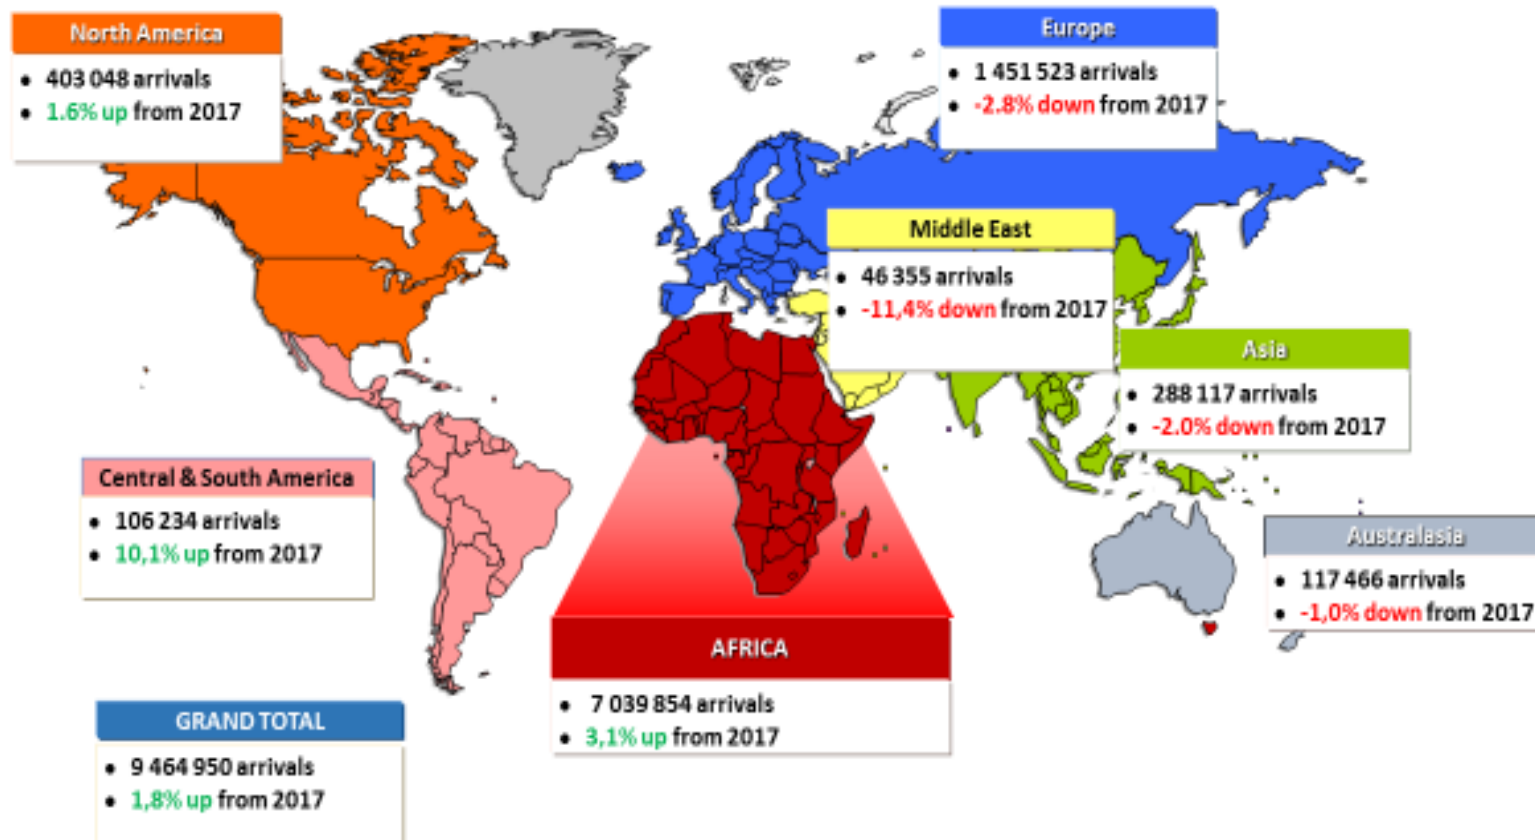 North America
• 403 048 arrivals
• 1.6% up from 2017
Europe
• 1 451 523 arrivals
• -2.8% down from 2017
Middle East
• 46 355 arrivals
• -11,4% down from 2017
Asia
• 288 117 arrivals
• -2.0% down from 2017
Central & South America
• 106 234 arrivals
• 10,1% up from 2017
Australasia
• 117 466 arrivals
• -1,0% down from 2017
AFRICA
• 7 039 854 arrivals
• 3,1% up from 2017
GRAND TOTAL
• 9 464 950 arrivals
• 1,8% up from 2017